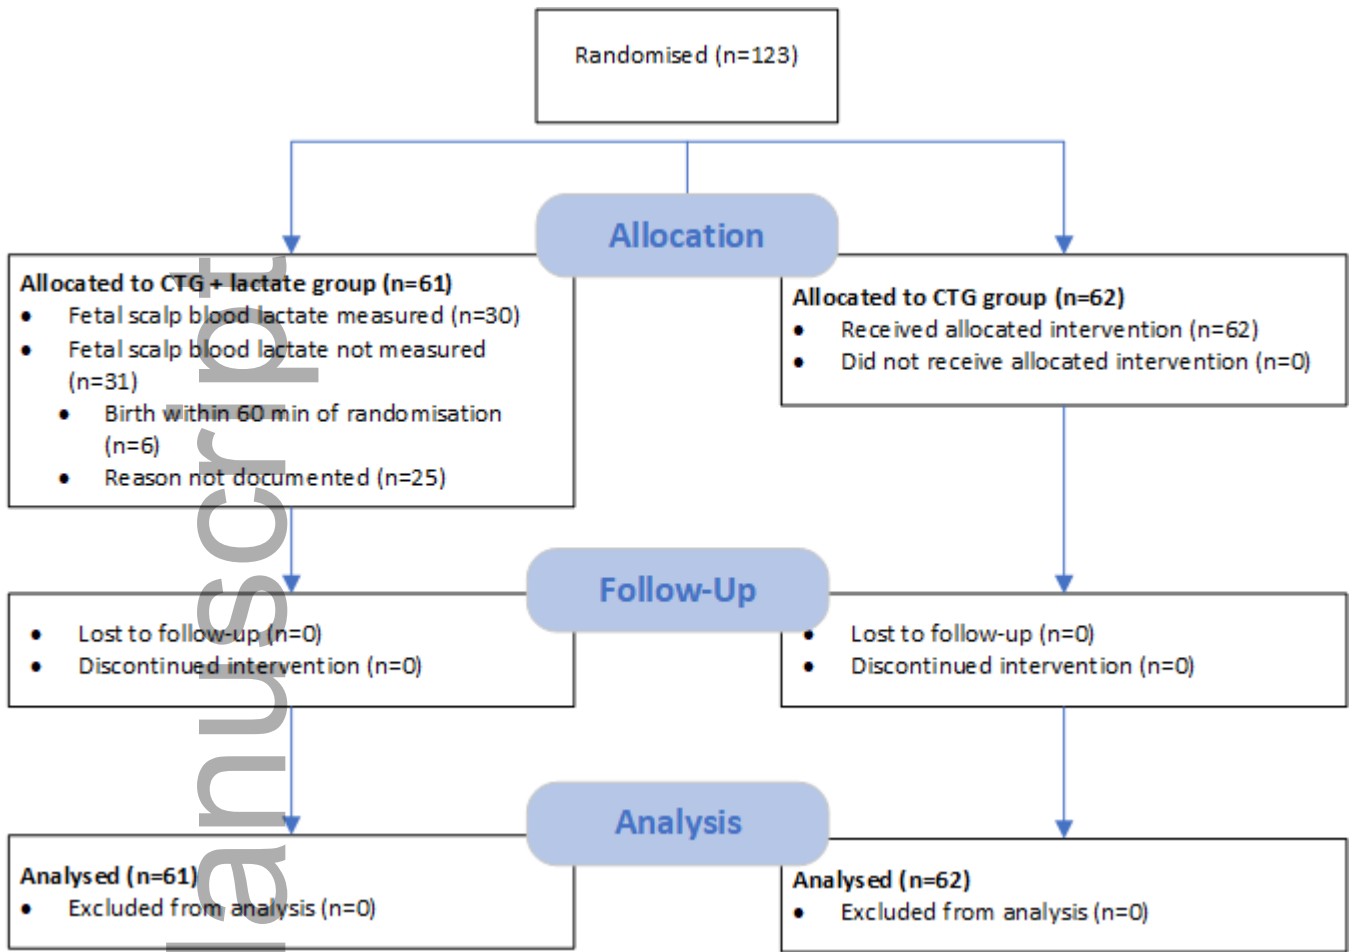 Randomised (n=123)
Allocation
Allocated to CTG + lactate group (n=61)
• Fetal scalp blood lactate measured (n=30)
• Fetal scalp blood lactate not measured
(n=31)
• Birth within 60 min of randomisation
(n=6)
• Reason not documented (n=25)
Allocated to CTG group (n=62)
• Received allocated intervention (n=62)
• Did not receive allocated intervention (n=0)
Follow-Up
• Lost to follow-up (n=0)
• Discontinued intervention (n=0)
• Lost to follow-up (n=0)
• Discontinued intervention (n=0)
Analysis
Analysed (n=61)
• Excluded from analysis (n=0)
Analysed (n=62)
• Excluded from analysis (n=0)
anuscript